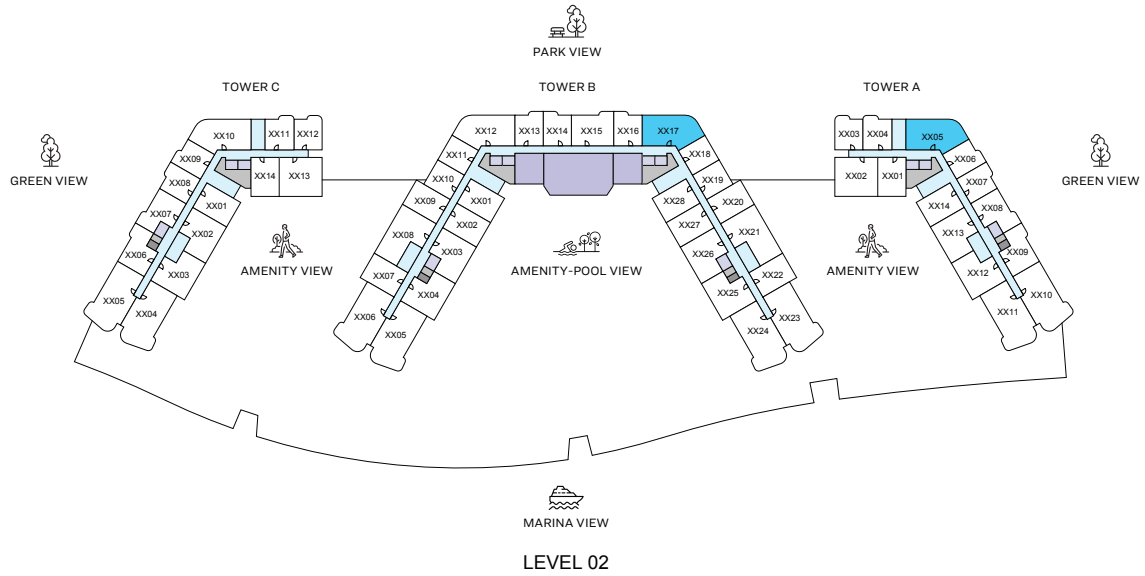 PARK VIEW
TOWER C
TOWER B
TOWER A
XX10
XX11
XX12
XX09
XX08
XX14
XX13
XX07
XX01
XX02
XX06
XX03
XX05
XX04
XX12
XX13
XX14
XX15
XX16
XX17
XX11
XX18
XX10
XX19
XX09
XX01
XX28
XX20
XX08
XX02
XX27
XX21
XX07
XX03
XX26
XX22
XX04
XX25
XX06
XX05
XX24
XX23
XX03
XX04
XX05
XX02
XX01
XX06
XX07
XX14
XX08
XX13
XX09
XX12
XX10
XX11
GREEN VIEW
AMENITY VIEW
AMENITY-POOL VIEW
AMENITY VIEW
GREEN VIEW
MARINA VIEW
LEVEL 02